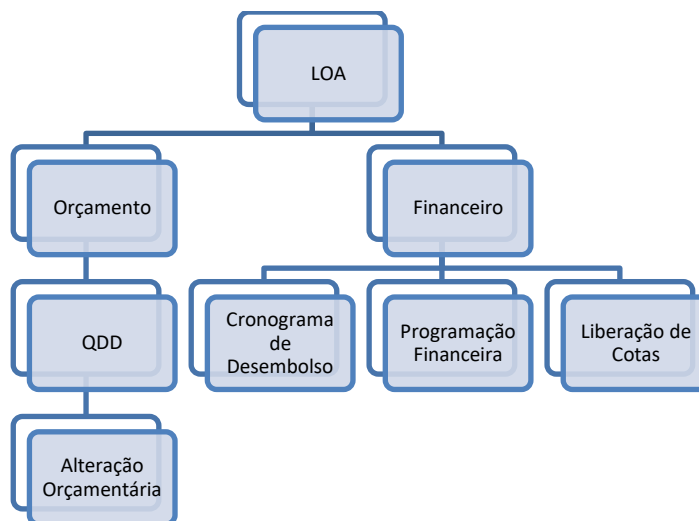 LOA
Orçamento
Financeiro
QDD
Cronograma
de
Desembolso
Programação
Financeira
Liberação de
Cotas
Alteração
Orçamentária